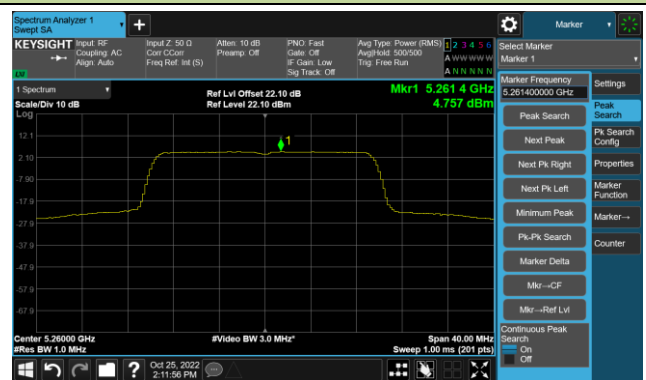 Spectrum Analyzer 1
Swept SA
Marker
KEYSIGHT
Input: RF
Coupling: AC
Align: Auto
Input Z: 50 Ω
Corr CCorr
Freq Ref: Int (S)
Atten: 10 dB
Preamp: Off
PNO: Fast
Gate: Off
IF Gain: Low
Sig Track: Off
Avg Type: Power (RMS)
Avg|Hold: 500/500
Trig: Free Run
1 2 3 4 5 6
A W W W W W
A N N N N N
Select Marker
Marker 1
1 Spectrum
Scale/Div 10 dB
Log
Ref Lvl Offset 22.10 dB
Ref Level 22.10 dBm
Mkr1 5.261 4 GHz
4.757 dBm
1
12.1
2.10
-7.90
-17.9
-27.9
-37.9
-47.9
-57.9
-67.9
Center 5.26000 GHz
#Res BW 1.0 MHz
#Video BW 3.0 MHz*
Span 40.00 MHz
Sweep 1.00 ms (201 pts)
Marker Frequency
5.261400000 GHz
Peak Search
Next Peak
Next Pk Right
Next Pk Left
Minimum Peak
Pk-Pk Search
Marker Delta
Mkr→CF
Mkr→Ref Lvl
Continuous Peak
Search
On
Off
Settings
Peak
Search
Pk Search
Config
Properties
Marker
Function
Marker→
Counter
?
Oct 25, 2022
2:11:56 PM